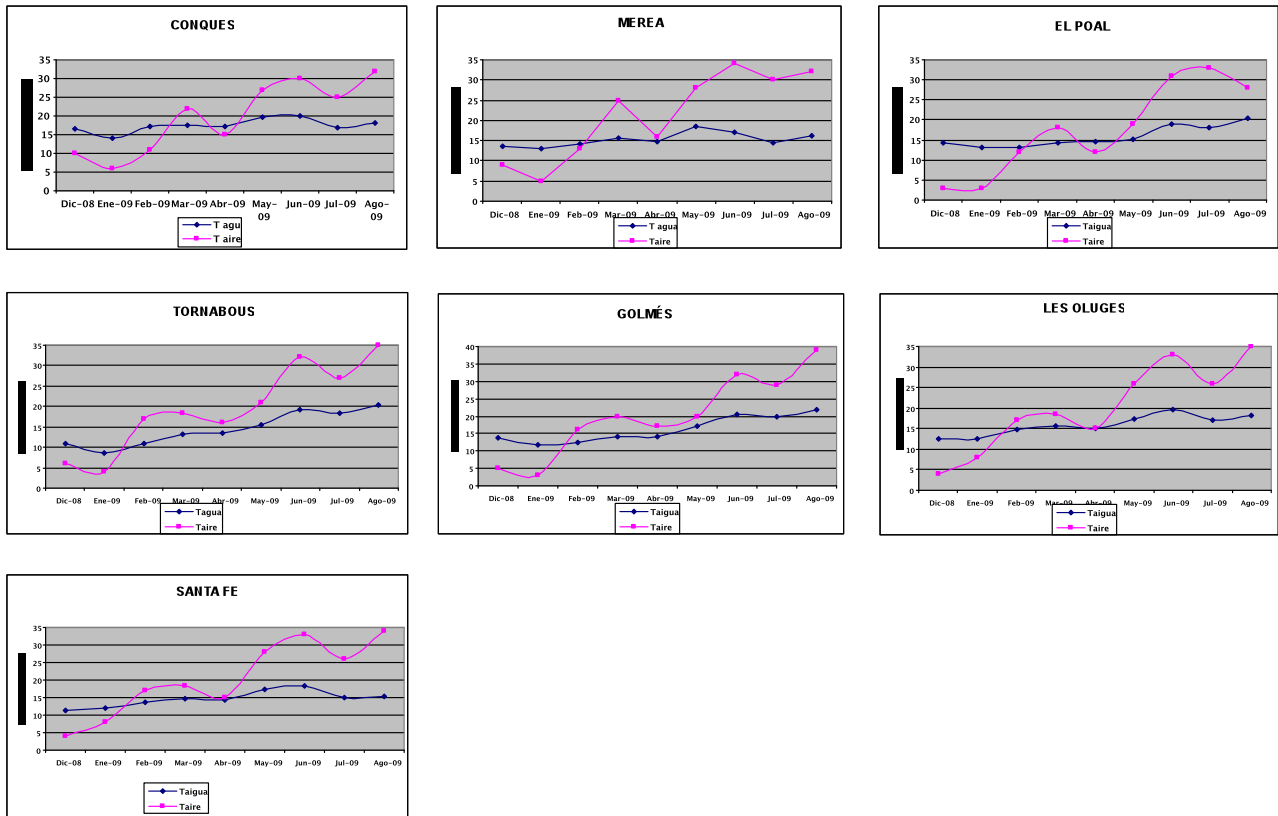 CONQUES
35
30
25
20
15
10
5
0
Dic-08 Ene-09 Feb-09 Mar-09 Abr-09 May-09 Jun-09 Jul-09 Ago-09
T agu
T aire
MEREA
35
30
25
20
15
10
5
0
Dic-08 Ene-09 Feb-09 Mar-09 Abr-09 May-09 Jun-09 Jul-09 Ago-09
T agua
Taire
EL POAL
35
30
25
20
15
10
5
0
Dic-08 Ene-09 Feb-09 Mar-09 Abr-09 May-09 Jun-09 Jul-09 Ago-09
Taigua
Taire
TORNABOUS
35
30
25
20
15
10
5
0
Dic-08 Ene-09 Feb-09 Mar-09 Abr-09 May-09 Jun-09 Jul-09 Ago-09
Taigua
Taire
GOLMÉS
40
35
30
25
20
15
10
5
0
Dic-08 Ene-09 Feb-09 Mar-09 Abr-09 May-09 Jun-09 Jul-09 Ago-09
Taigua
Taire
LES OLUGES
35
30
25
20
15
10
5
0
Dic-08 Ene-09 Feb-09 Mar-09 Abr-09 May-09 Jun-09 Jul-09 Ago-09
Taigua
Taire
SANTA FE
35
30
25
20
15
10
5
0
Dic-08 Ene-09 Feb-09 Mar-09 Abr-09 May-09 Jun-09 Jul-09 Ago-09
Taigua
Taire